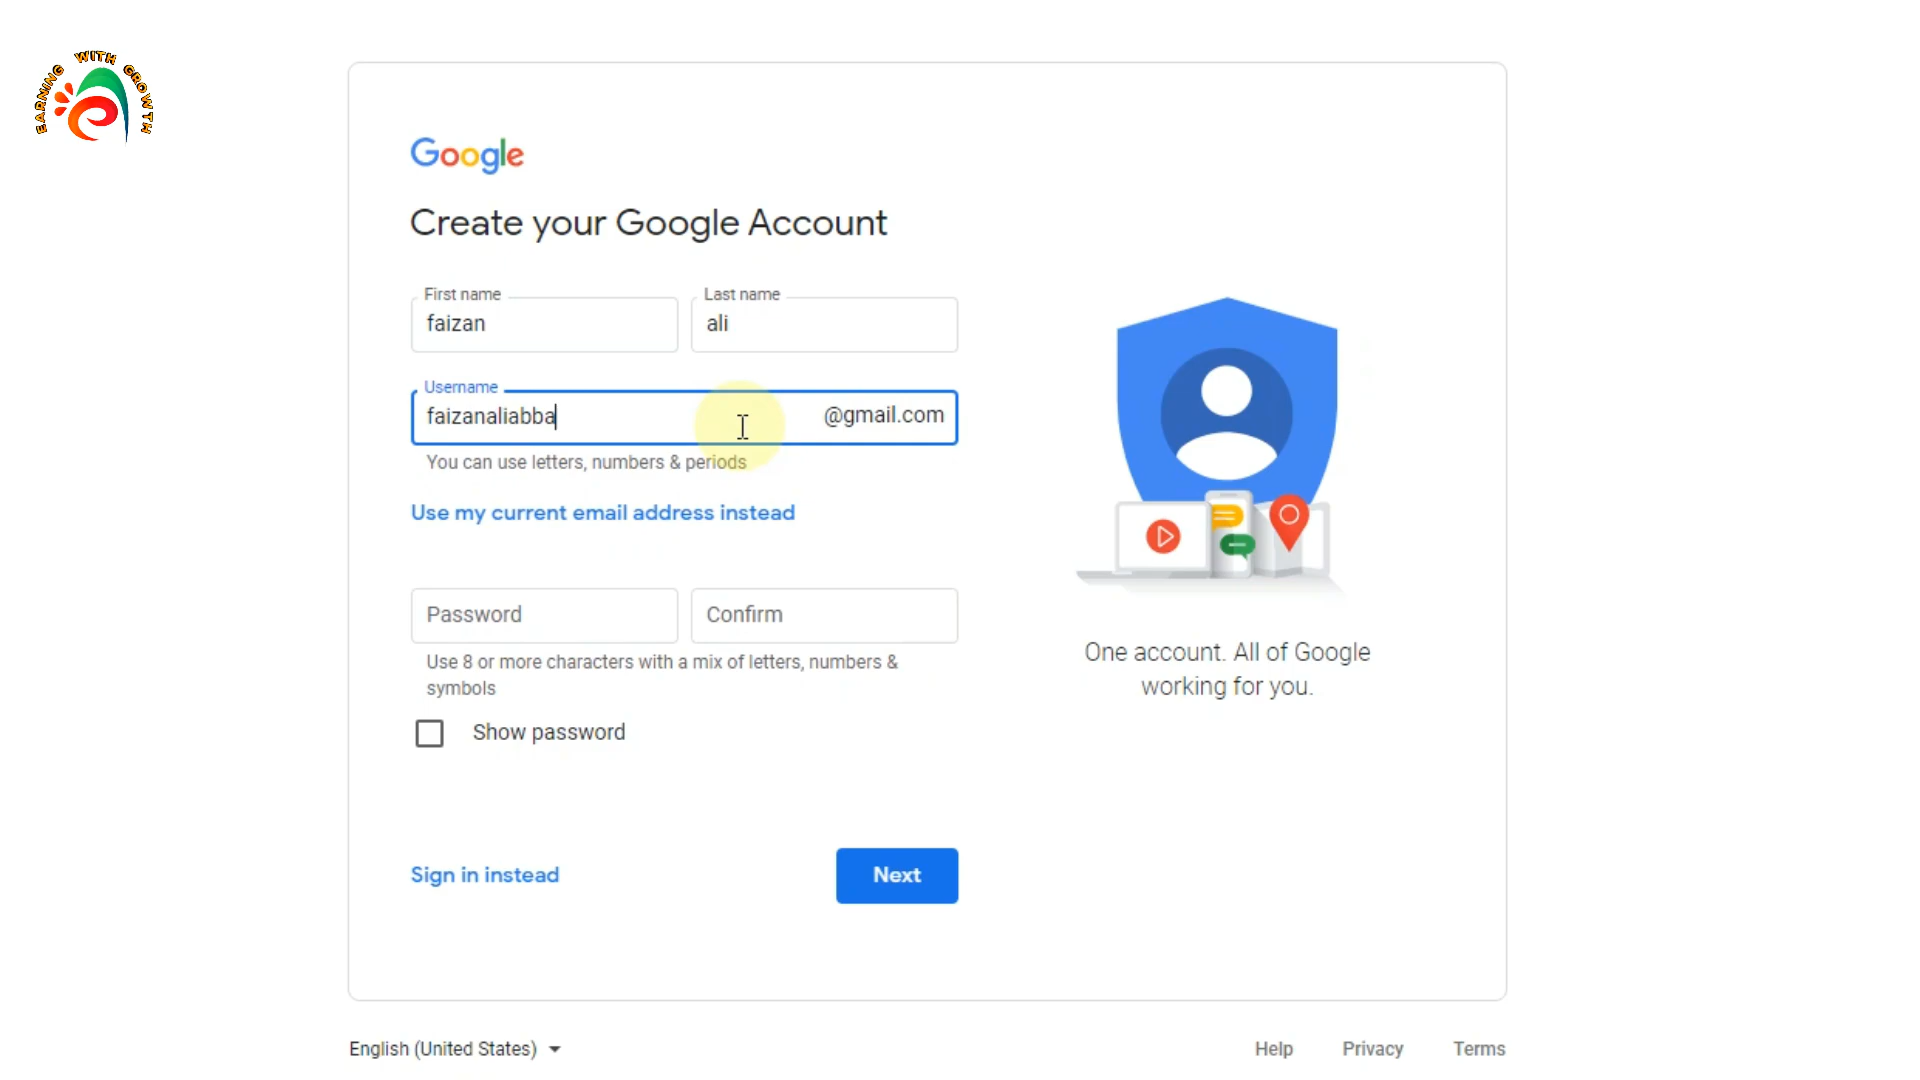 EARNING WITH GROWTH
Google
Create your Google Account
First name
Last name
faizan
ali
Username
faizanaliabba
@gmail.com
You can use letters, numbers & periods
Use my current email address instead
Password
Confirm
Use 8 or more characters with a mix of letters, numbers &
symbols
Show password
One account. All of Google
working for you.
Sign in instead
Next
English (United States)
Help
Privacy
Terms